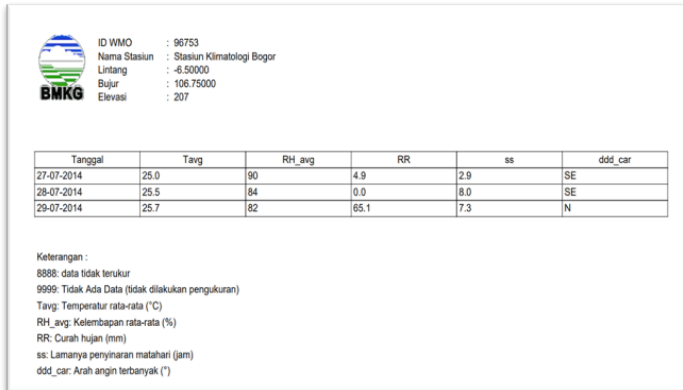 ID WMO : 96753
Nama Stasiun : Stasiun Klimatologi Bogor
Lintang : -6.50000
Bujur : 106.75000
Elevasi : 207
BMKG
Tanggal Tavg RH_avg RR ss ddd_car
27-07-2014 25.0 90 4.9 2.9 SE
28-07-2014 25.5 84 0.0 8.0 SE
29-07-2014 25.7 82 65.1 7.3 N
Keterangan :
8888: data tidak terukur
9999: Tidak Ada Data (tidak dilakukan pengukuran)
Tavg: Temperatur rata-rata (°C)
RH_avg: Kelembapan rata-rata (%)
RR: Curah hujan (mm)
ss: Lamanya penyinaran matahari (jam)
ddd_car: Arah angin terbanyak (°)